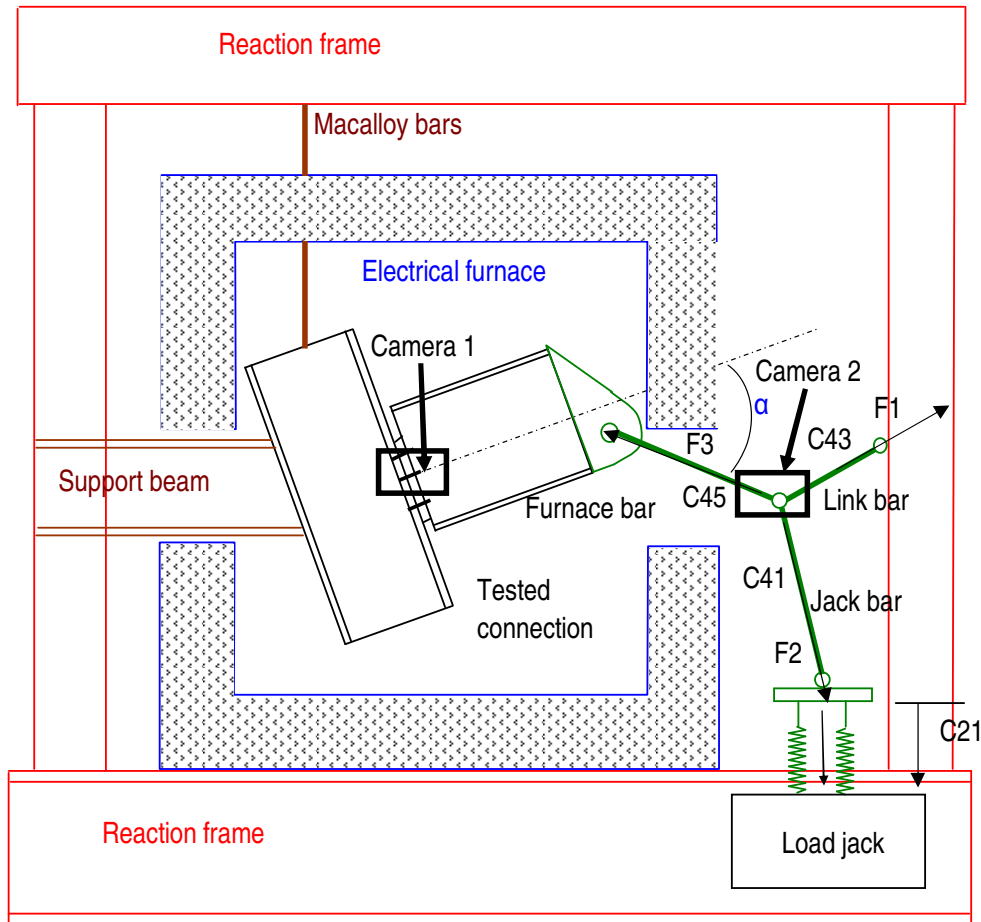 Reaction frame
Macalloy bars
Electrical furnace
Camera 1
Camera 2
α
F1
C43
F3
Support beam
C45
Link bar
Furnace bar
C41
Tested
connection
Jack bar
F2
C21
Reaction frame
Load jack